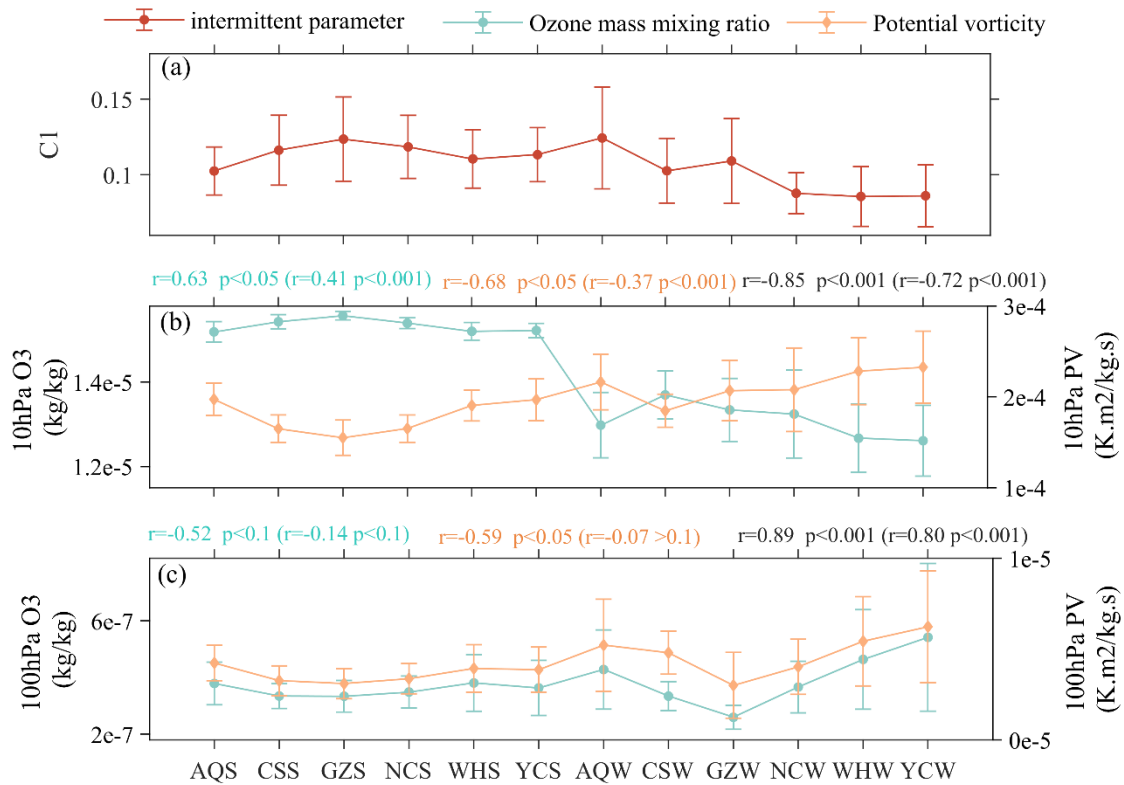 intermittent parameter Ozone mass mixing ratio Potential vorticity
(a)
0.15
0.1
C1
r=0.63 p<0.05 (r=0.41 p<0.001) r=-0.68 p<0.05 (r=-0.37 p<0.001) r=-0.85 p<0.001 (r=-0.72 p<0.001)
(b)
1.4e-5
1.2e-5
10hPa O3
(kg/kg)
3e-4
2e-4
1e-4
10hPa PV
(K.m2/kg.s)
r=-0.52 p<0.1 (r=-0.14 p<0.1) r=-0.59 p<0.05 (r=-0.07 >0.1) r=0.89 p<0.001 (r=0.80 p<0.001)
(c)
6e-7
2e-7
100hPa O3
(kg/kg)
1e-5
0e-5
100hPa PV
(K.m2/kg.s)
AQS CSS GZS NCS WHS YCS AQW CSW GZW NCW WHW YCW